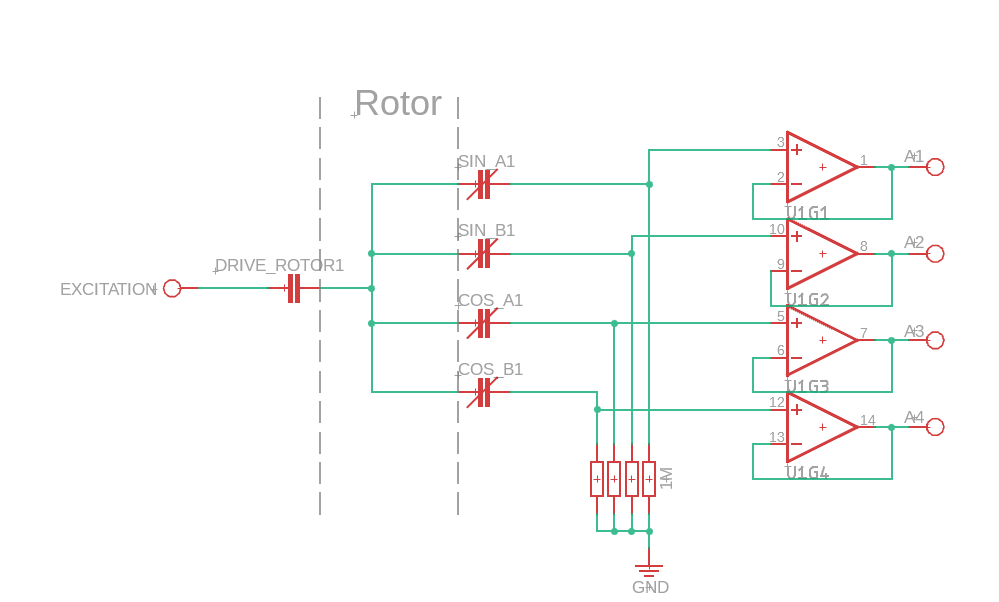 Rotor
SIN_A1
SIN_B1
DRIVE_ROTOR1
EXCITATION
COS_A1
COS_B1
3
2
1
A1
U1G1
10
9
8
A2
U1G2
5
6
7
A3
U1G3
12
13
14
A4
U1G4
1M
GND